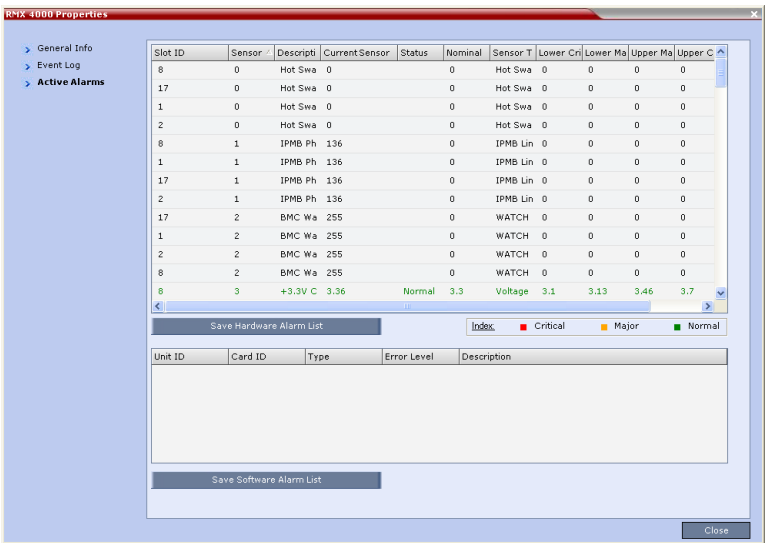 RMX 4000 Properties
General Info
Event Log
Active Alarms
Slot ID Sensor Descripti CurrentSensor Status Nominal Sensor T Lower Cri Lower Ma Upper Ma Upper C
8 0 Hot Swa 0 0 Hot Swa 0 0 0 0
17 0 Hot Swa 0 0 Hot Swa 0 0 0 0
1 0 Hot Swa 0 0 Hot Swa 0 0 0 0
2 0 Hot Swa 0 0 Hot Swa 0 0 0 0
8 1 IPMB Ph 136 0 IPMB Lin 0 0 0 0
1 1 IPMB Ph 136 0 IPMB Lin 0 0 0 0
17 1 IPMB Ph 136 0 IPMB Lin 0 0 0 0
2 1 IPMB Ph 136 0 IPMB Lin 0 0 0 0
17 2 BMC Wa 255 0 WATCH 0 0 0 0
1 2 BMC Wa 255 0 WATCH 0 0 0 0
2 2 BMC Wa 255 0 WATCH 0 0 0 0
8 2 BMC Wa 255 0 WATCH 0 0 0 0
8 3 +3.3V C 3.36 Normal 3.3 Voltage 3.1 3.13 3.46 3.7
Save Hardware Alarm List
Index: Critical Major Normal
Unit ID Card ID Type Error Level Description
Save Software Alarm List
Close